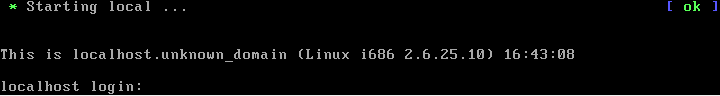 * Starting local ... [ ok ]
This is localhost.unknown_domain (Linux i686 2.6.25.10) 16:43:08
localhost login: